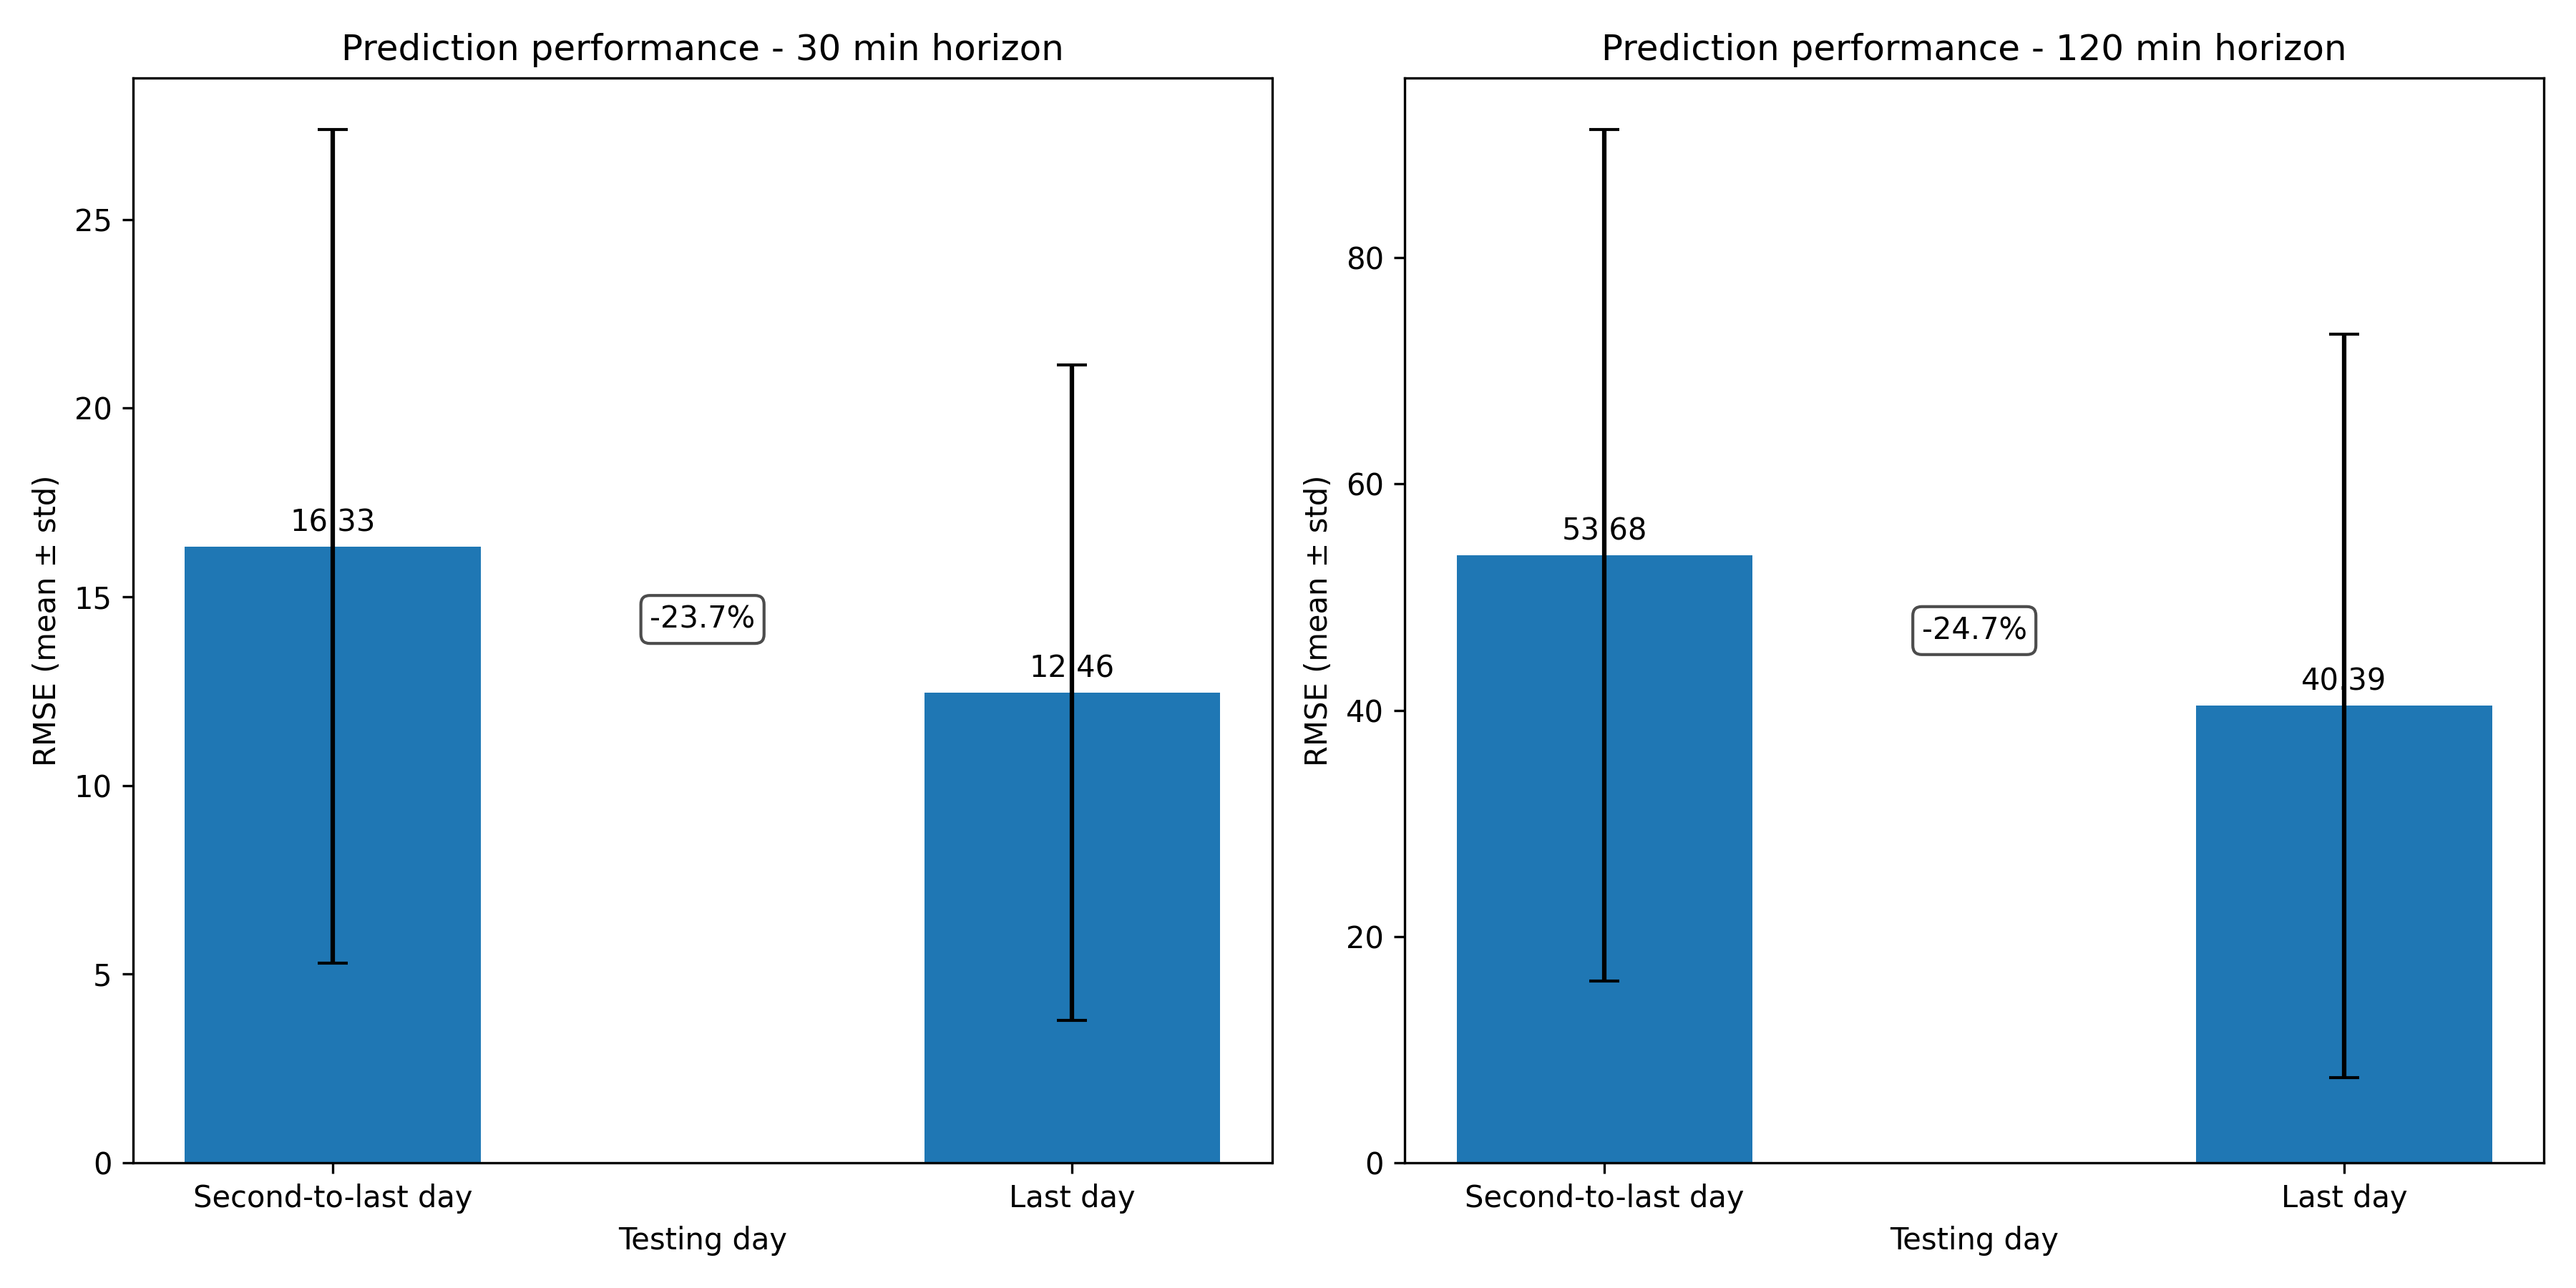 Prediction performance - 30 min horizon
RMSE (mean ± std)
25
20
15
10
5
0
16.33
-23.7%
12.46
Second-to-last day
Last day
Testing day
Prediction performance - 120 min horizon
RMSE (mean ± std)
80
60
40
20
0
53.68
-24.7%
40.39
Second-to-last day
Last day
Testing day